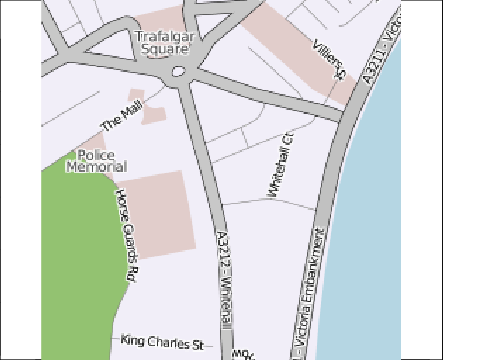 Trafalgar
Square
Villiers St
A3211 - Victo
The Mall
Police
Memorial
Whitehall Ct
Horse Guards Rd
A3212 - Whitehall
- Victoria Embankment
King Charles St